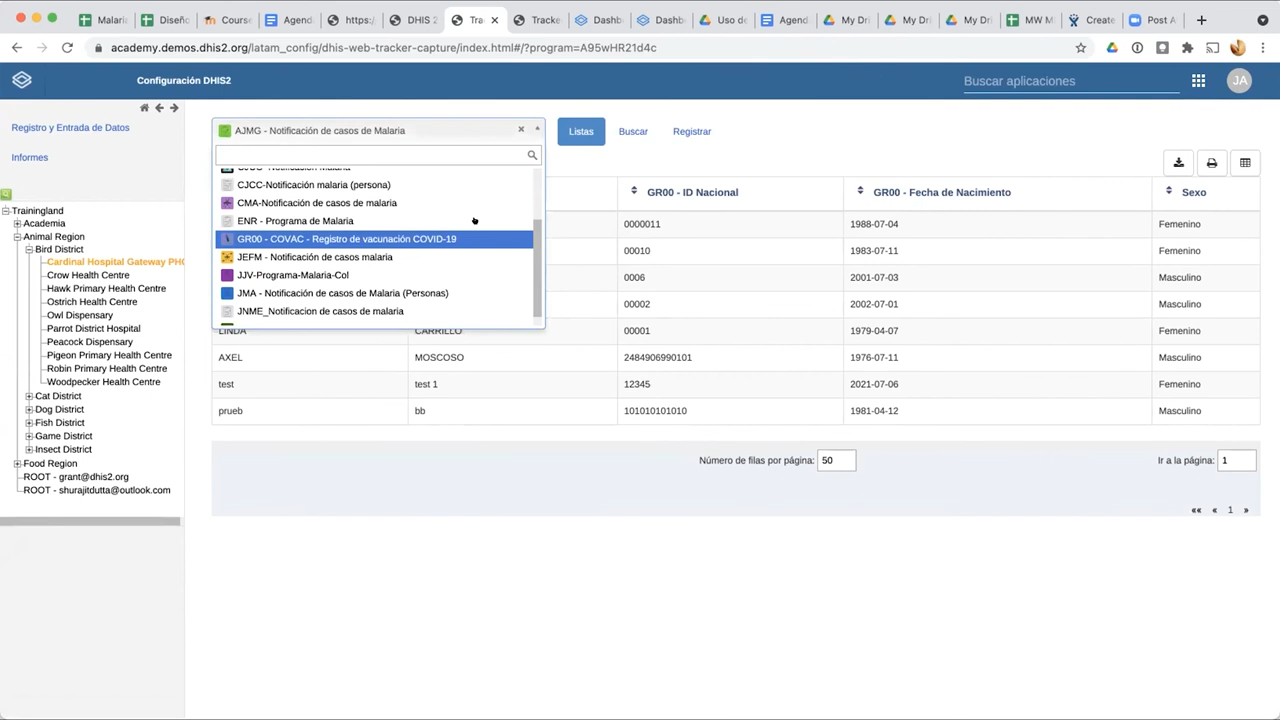 Malaria
Diseño
Course
Agend
https:/
DHIS 2
Trac
Tracke
Dashb
Dashb
Uso de
Agend
My Dri
My Dri
My Dri
MW M
Create
Post A
academy.demos.dhis2.org/latam_config/dhis-web-tracker-capture/index.html#/?program=A95wHR21d4c
Configuración DHIS2
Buscar aplicaciones
JA
Registro y Entrada de Datos
Informes
Trainingland
Academia
Animal Region
Bird District
Cardinal Hospital Gateway PHC
Crow Health Centre
Hawk Primary Health Centre
Ostrich Health Centre
Owl Dispensary
Parrot District Hospital
Peacock Dispensary
Pigeon Primary Health Centre
Robin Primary Health Centre
Woodpecker Health Centre
Cat District
Dog District
Fish District
Game District
Insect District
Food Region
ROOT - grant@dhis2.org
ROOT - shurajitdutta@outlook.com
AJMG - Notificación de casos de Malaria
Listas
Buscar
Registrar
CJCC-Notificación malaria (persona)
CMA-Notificación de casos de malaria
ENR - Programa de Malaria
GR00 - COVAC - Registro de vacunación COVID-19
JEFM - Notificación de casos malaria
JJV-Programa-Malaria-Col
JMA - Notificación de casos de Malaria (Personas)
JNME_Notificacion de casos de malaria
GR00 - ID Nacional GR00 - Fecha de Nacimiento Sexo
0000011 1988-07-04 Femenino
00010 1983-07-11 Femenino
0006 2001-07-03 Masculino
00002 2002-07-01 Masculino
LINDA CARRILLO 00001 1979-04-07 Femenino
AXEL MOSCOSO 2484906990101 1976-07-11 Masculino
test test 1 12345 2021-07-06 Femenino
prueb bb 101010101010 1981-04-12 Masculino
Número de filas por página: 50 Ir a la página: 1
«« « 1 »